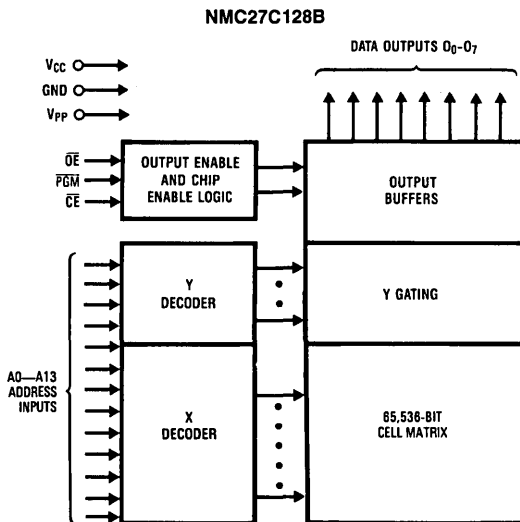 NMC27C128B
DATA OUTPUTS O₀-O₇
VCC
GND
VPP
OE
PGM
CE
OUTPUT ENABLE
AND CHIP
ENABLE LOGIC
OUTPUT
BUFFERS
Y
DECODER
Y GATING
A0—A13
ADDRESS
INPUTS
X
DECODER
65,536-BIT
CELL MATRIX